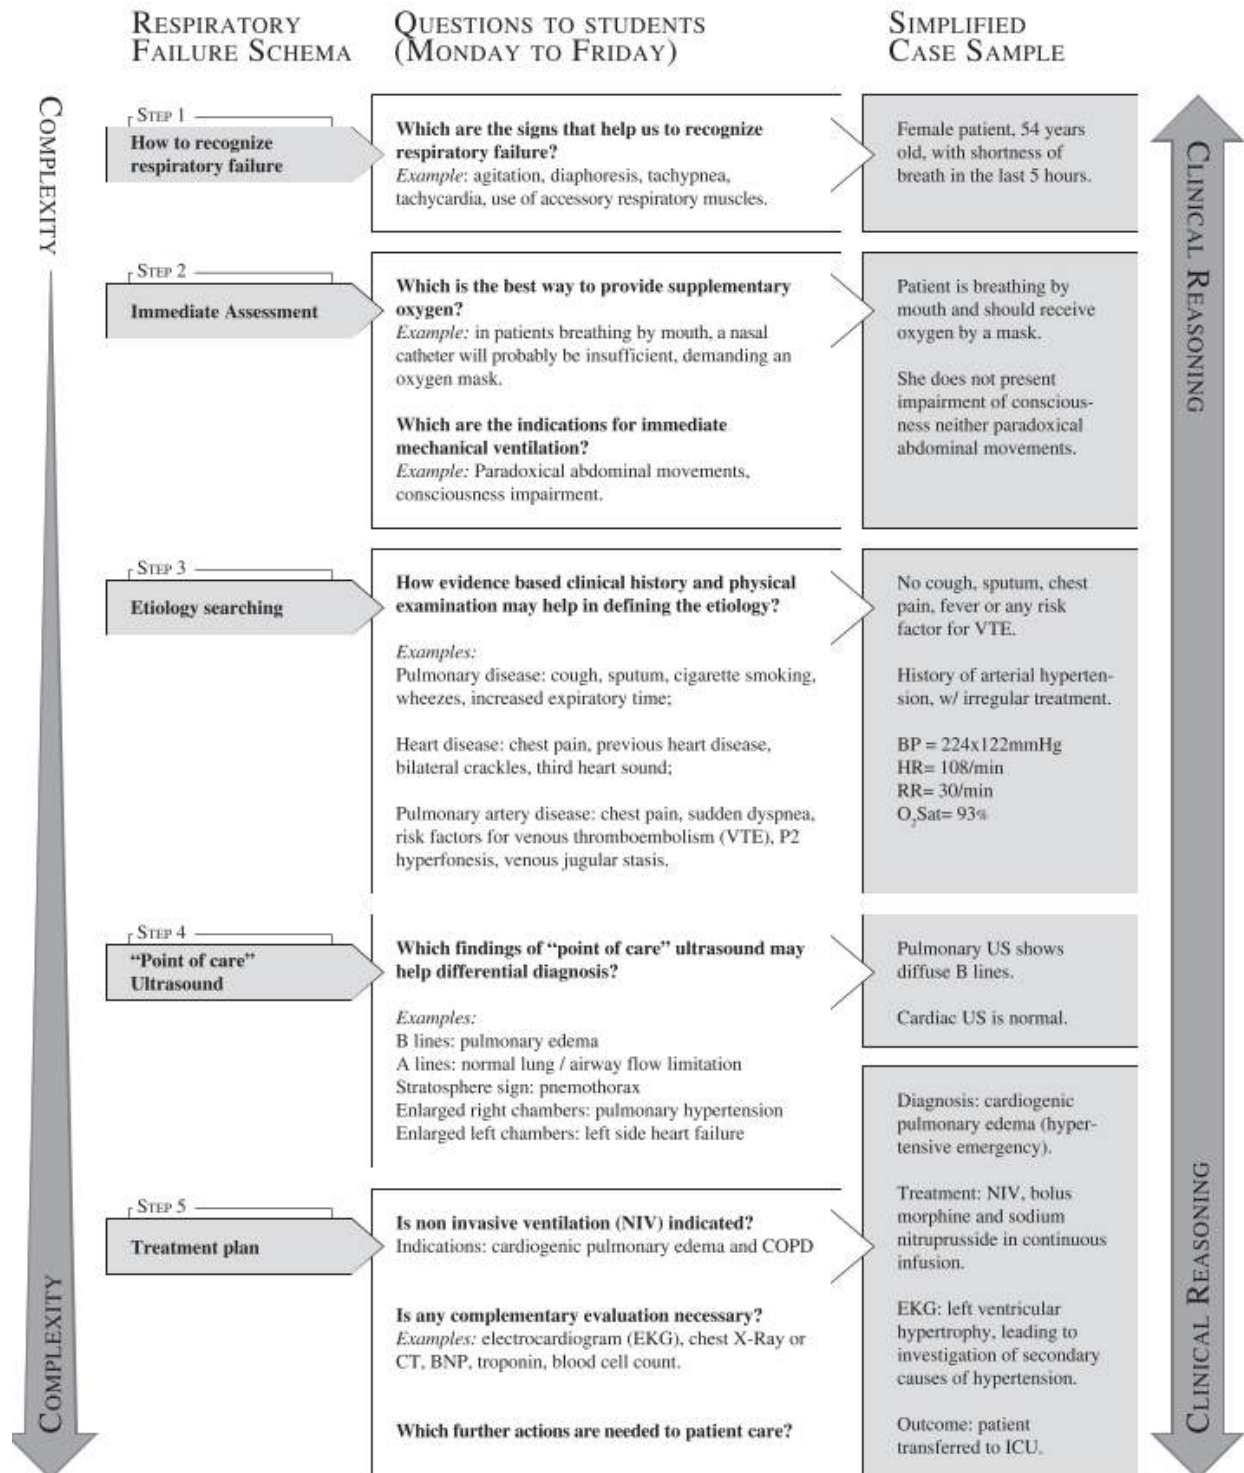 RESPIRATORY
FAILURE SCHEMA
QUESTIONS TO STUDENTS
(MONDAY TO FRIDAY)
SIMPLIFIED
CASE SAMPLE
COMPLEXITY
CLINICAL REASONING
STEP 1
How to recognize
respiratory failure
Which are the signs that help us to recognize
respiratory failure?
Example: agitation, diaphoresis, tachypnea,
tachycardia, use of accessory respiratory muscles.
Female patient, 54 years
old, with shortness of
breath in the last 5 hours.
STEP 2
Immediate Assessment
Which is the best way to provide supplementary
oxygen?
Example: in patients breathing by mouth, a nasal
catheter will probably be insufficient, demanding an
oxygen mask.
Which are the indications for immediate
mechanical ventilation?
Example: Paradoxical abdominal movements,
consciousness impairment.
Patient is breathing by
mouth and should receive
oxygen by a mask.
She does not present
impairment of conscious-
ness neither paradoxical
abdominal movements.
STEP 3
Etiology searching
How evidence based clinical history and physical
examination may help in defining the etiology?
Examples:
Pulmonary disease: cough, sputum, cigarette smoking,
wheezes, increased expiratory time;
Heart disease: chest pain, previous heart disease,
bilateral crackles, third heart sound;
Pulmonary artery disease: chest pain, sudden dyspnea,
risk factors for venous thromboembolism (VTE), P2
hyperfonesis, venous jugular stasis.
No cough, sputum, chest
pain, fever or any risk
factor for VTE.
History of arterial hyperten-
sion, w/ irregular treatment.
BP = 224x122mmHg
HR= 108/min
RR= 30/min
O2Sat= 93%
STEP 4
“Point of care”
Ultrasound
Which findings of “point of care” ultrasound may
help differential diagnosis?
Examples:
B lines: pulmonary edema
A lines: normal lung / airway flow limitation
Stratosphere sign: pnemothorax
Enlarged right chambers: pulmonary hypertension
Enlarged left chambers: left side heart failure
Pulmonary US shows
diffuse B lines.
Cardiac US is normal.
STEP 5
Treatment plan
Is non invasive ventilation (NIV) indicated?
Indications: cardiogenic pulmonary edema and COPD
Is any complementary evaluation necessary?
Examples: electrocardiogram (EKG), chest X-Ray or
CT, BNP, troponin, blood cell count.
Which further actions are needed to patient care?
Diagnosis: cardiogenic
pulmonary edema (hyper-
tensive emergency).
Treatment: NIV, bolus
morphine and sodium
nitruprusside in continuous
infusion.
EKG: left ventricular
hypertrophy, leading to
investigation of secondary
causes of hypertension.
Outcome: patient
transferred to ICU.
COMPLEXITY
CLINICAL REASONING